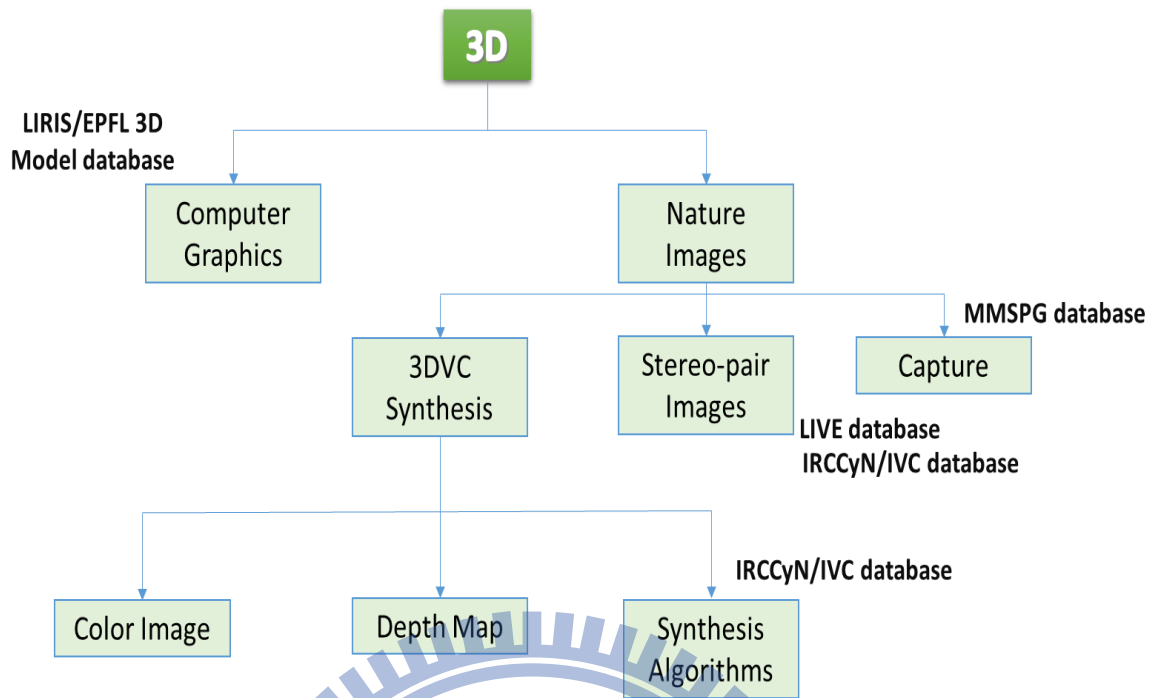 3D
LIRIS/EPFL 3D
Model database
Computer
Graphics
Nature
Images
MMSPG database
3DVC
Synthesis
Stereo-pair
Images
Capture
LIVE database
IRCCyN/IVC database
IRCCyN/IVC database
Color Image
Depth Map
Synthesis
Algorithms